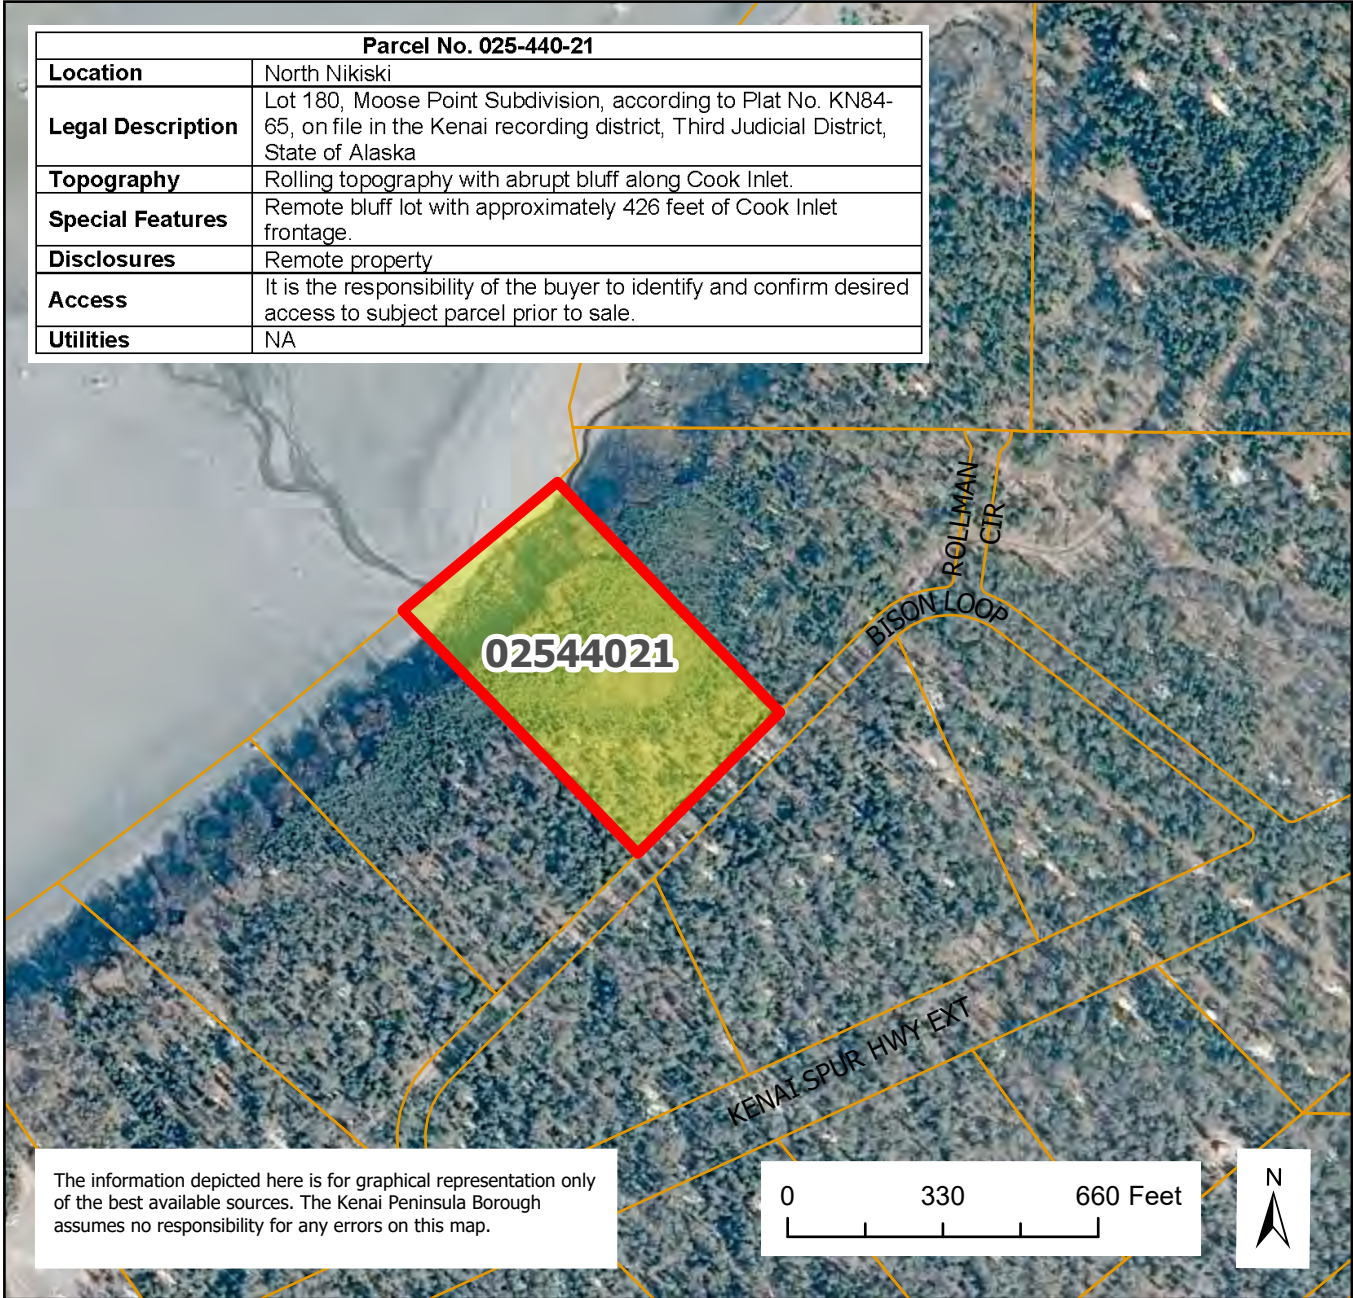 Parcel No. 025-440-21
Location North Nikiski
Legal Description Lot 180, Moose Point Subdivision, according to Plat No. KN84-
65, on file in the Kenai recording district, Third Judicial District,
State of Alaska
Topography Rolling topography with abrupt bluff along Cook Inlet.
Special Features Remote bluff lot with approximately 426 feet of Cook Inlet
frontage.
Disclosures Remote property
Access It is the responsibility of the buyer to identify and confirm desired
access to subject parcel prior to sale.
Utilities NA
ROLLMAN
CIR
BISON LOOP
02544021
KENAI SPUR HWY EXT
The information depicted here is for graphical representation only
of the best available sources. The Kenai Peninsula Borough
assumes no responsibility for any errors on this map.
0 330 660 Feet
N